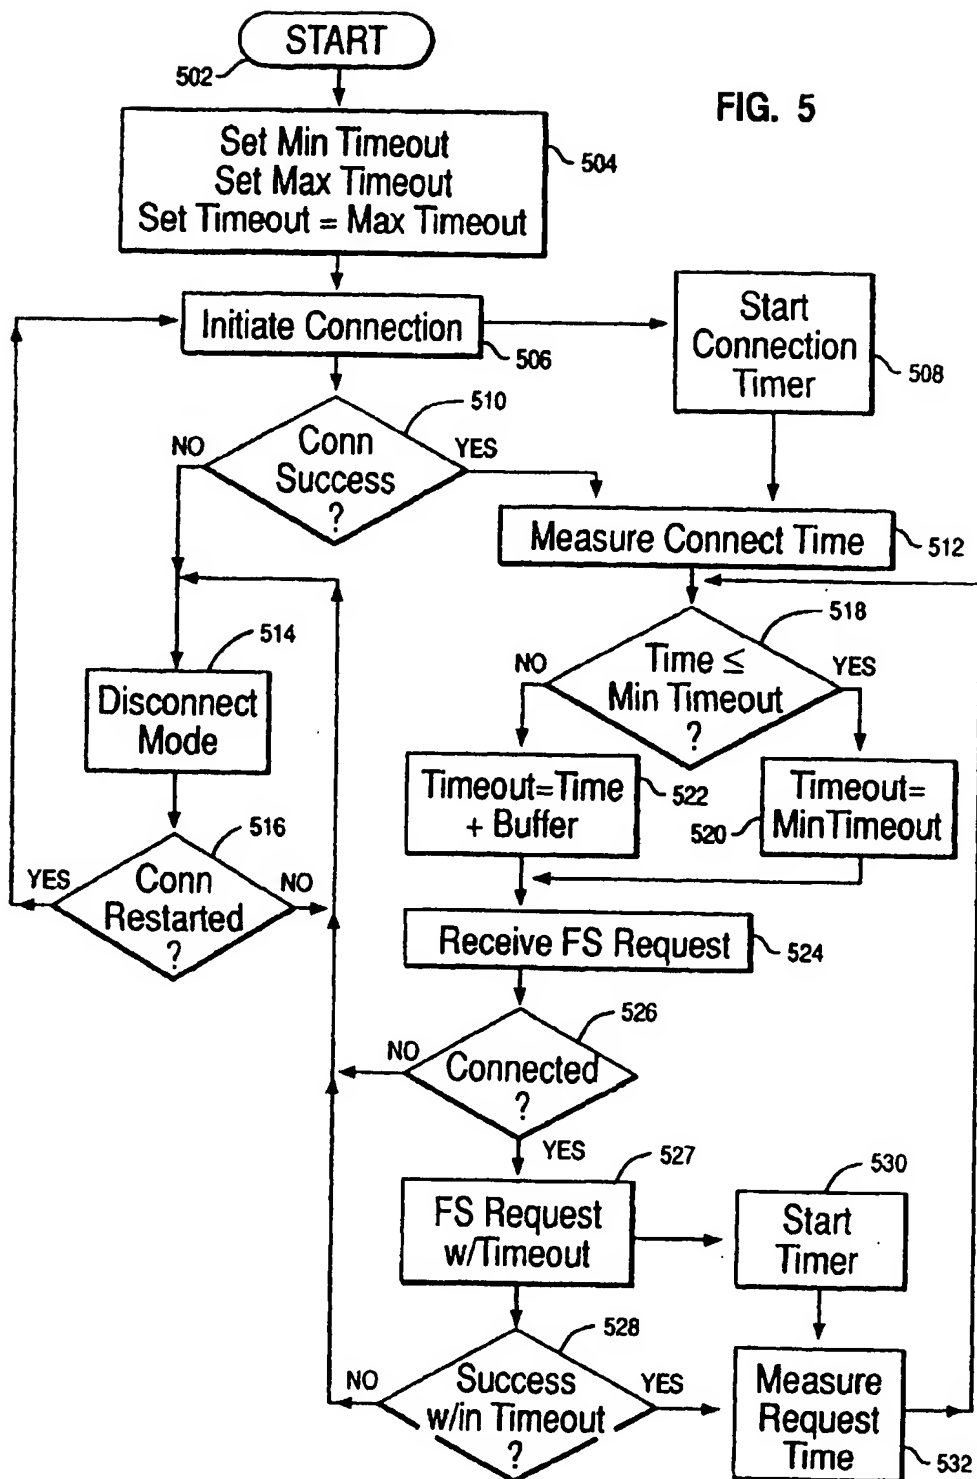 START
502
FIG. 5
Set Min Timeout
Set Max Timeout
Set Timeout = Max Timeout
504
Initiate Connection
506
Start
Connection
Timer
508
510
NO
Conn
Success
?
YES
Measure Connect Time
512
514
Disconnect
Mode
518
NO
Time ≤
Min Timeout
?
YES
Timeout=Time
+ Buffer
522
Timeout=
MinTimeout
520
516
YES
Conn
Restarted
?
NO
Receive FS Request
524
526
NO
Connected
?
YES
527
FS Request
w/Timeout
530
Start
Timer
528
NO
Success
w/in Timeout
?
YES
Measure
Request
Time
532